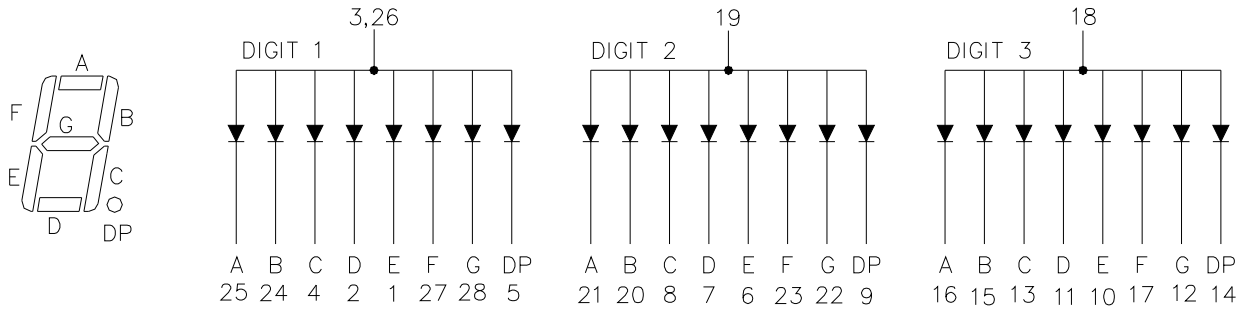 3,26 19 18
DIGIT 1 DIGIT 2 DIGIT 3
A
F G B
E C
D DP
A B C D E F G DP A B C D E F G DP A B C D E F G DP
25 24 4 2 1 27 28 5 21 20 8 7 6 23 22 9 16 15 13 11 10 17 12 14